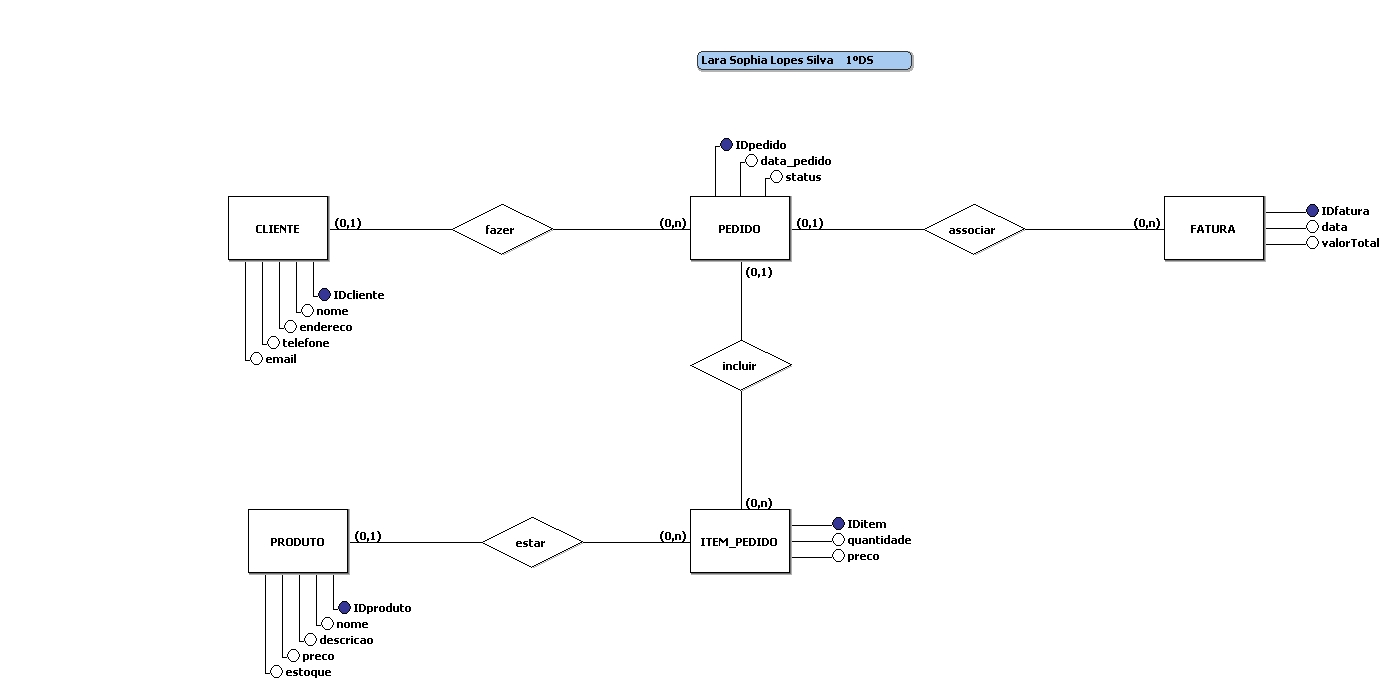 Lara Sophia Lopes Silva 1ºDS
IDpedido
data_pedido
status
CLIENTE
(0,1)
fazer
(0,n)
PEDIDO
(0,1)
associar
(0,n)
FATURA
IDfatura
data
valorTotal
(0,1)
IDcliente
nome
endereco
telefone
email
incluir
(0,n)
PRODUTO
(0,1)
estar
(0,n)
ITEM_PEDIDO
IDitem
quantidade
preco
IDproduto
nome
descricao
preco
estoque